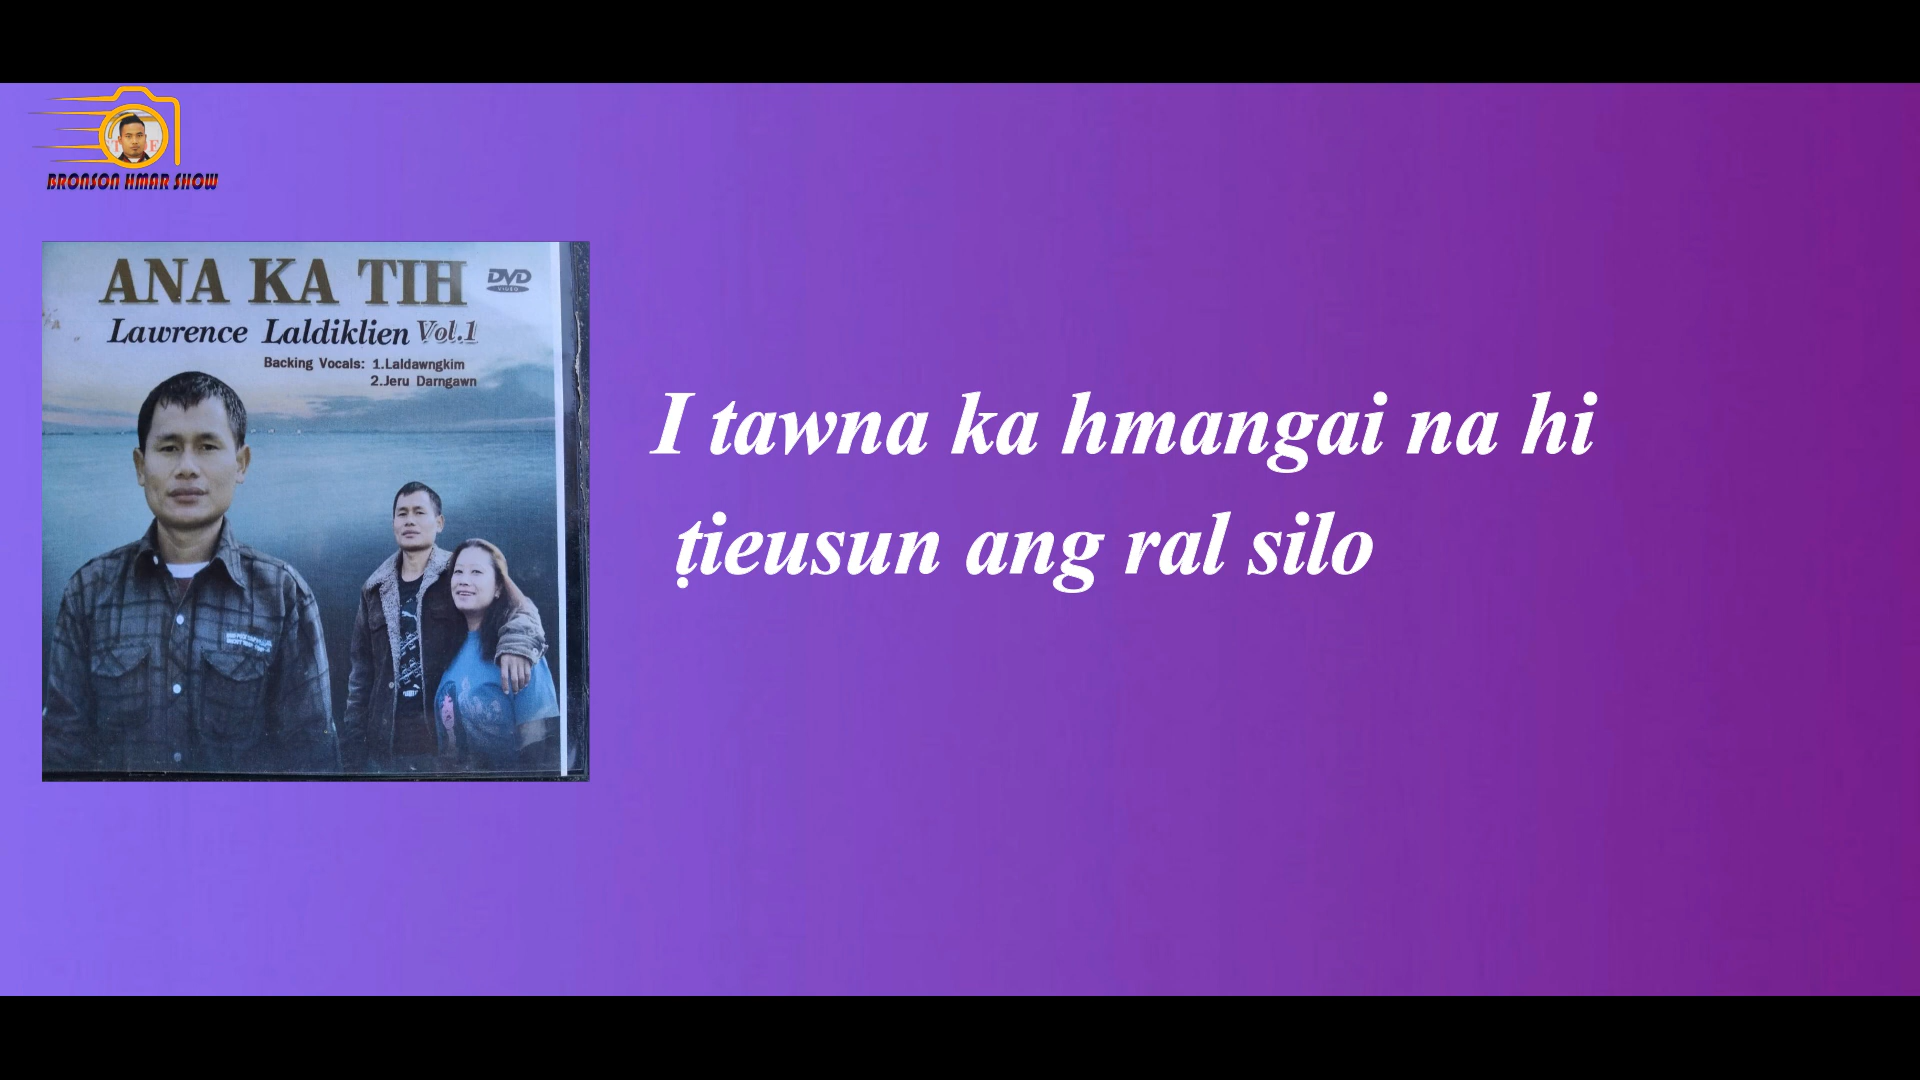 BRONSON HMAR SHOW
ANA KA TIH
DVD
VIDEO
Lawrence Laldiklien Vol.1
Backing Vocals: 1.Laldawngkim
2.Jeru Darngawn
I tawna ka hmangai na hi
ṭieusun ang ral silo